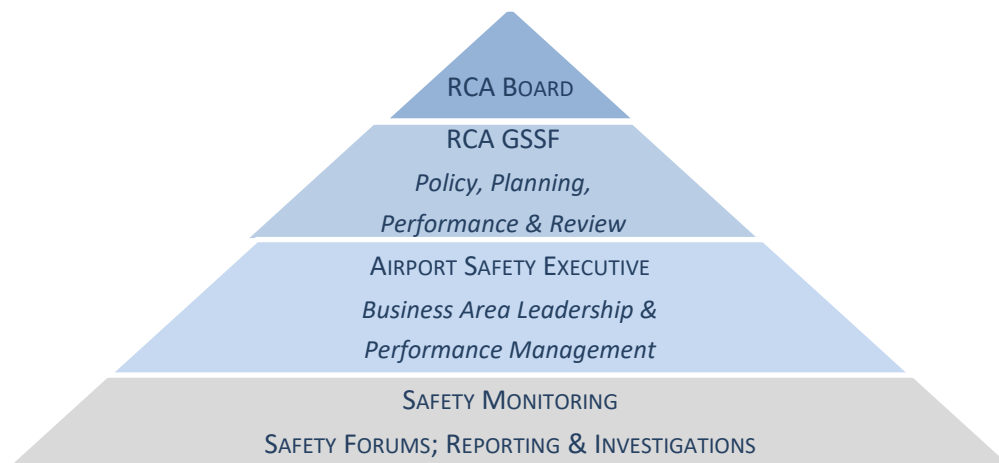 RCA BOARD
RCA GSSF
Policy, Planning,
Performance & Review
AIRPORT SAFETY EXECUTIVE
Business Area Leadership &
Performance Management
SAFETY MONITORING
SAFETY FORUMS; REPORTING & INVESTIGATIONS